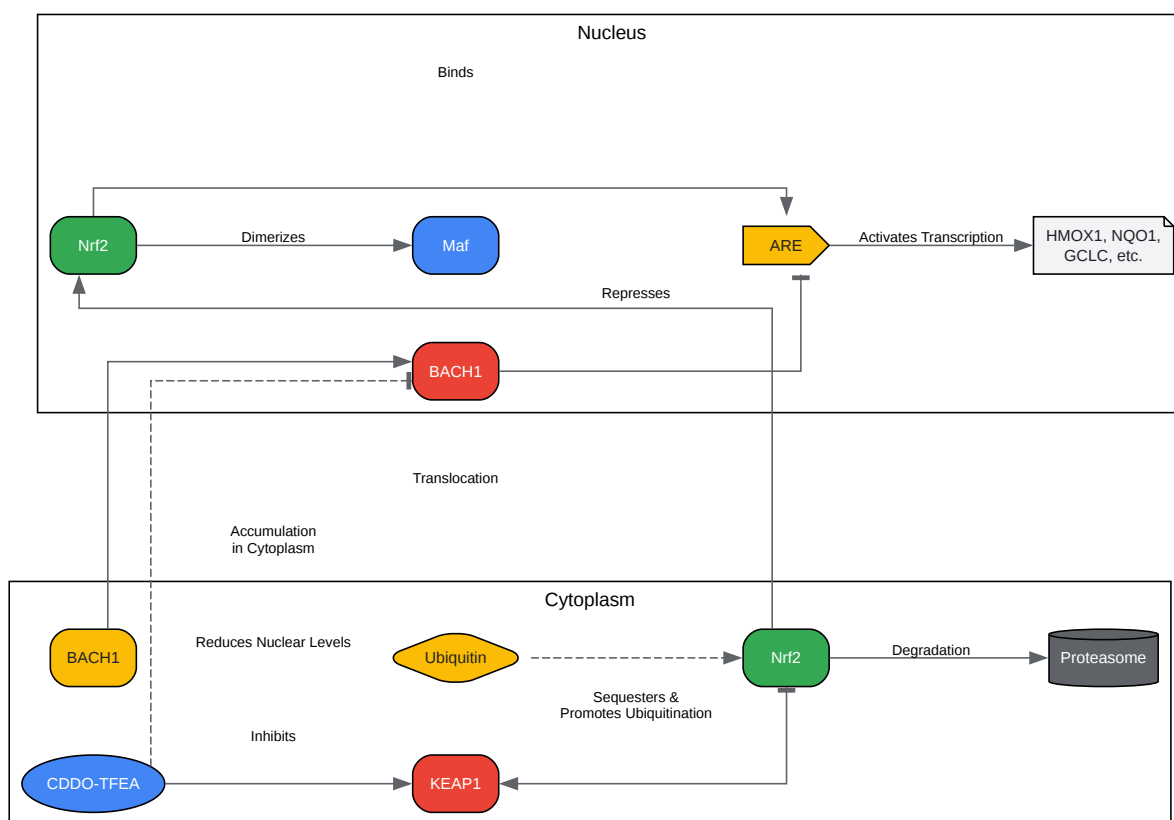 Nucleus
Binds
Nrf2
Dimerizes
Maf
ARE
Activates Transcription
HMOX1, NQO1,
GCLC, etc.
Represses
BACH1
Translocation
Accumulation
in Cytoplasm
Cytoplasm
BACH1
Reduces Nuclear Levels
Ubiquitin
Nrf2
Degradation
Proteasome
Sequesters &
Promotes Ubiquitination
Inhibits
CDDO-TFEA
KEAP1